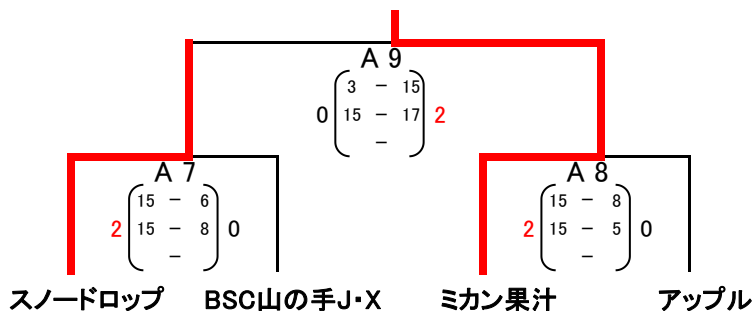 A 9
3 － 15
0 15 － 17 2
－
A 7 A 8
15 － 6 15 － 8
2 15 － 8 0 2 15 － 5 0
－ －
スノードロップ BSC山の手J・X ミカン果汁 アップル